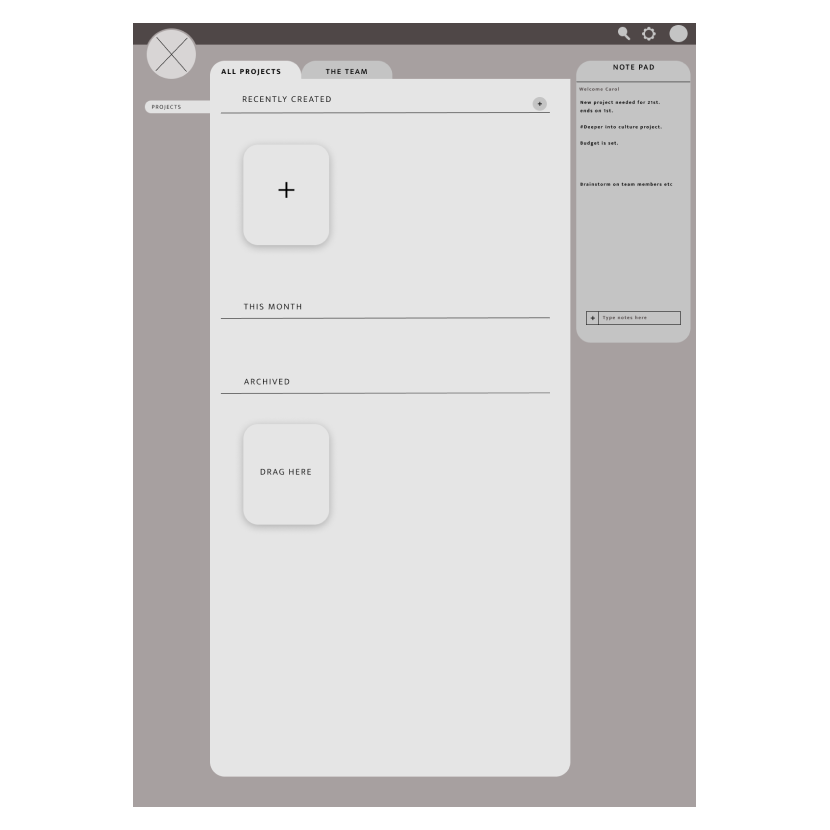 ALL PROJECTS
THE TEAM
NOTE PAD
PROJECTS
RECENTLY CREATED
+
Welcome Carol
New project needed for 21st.
ends on 1st.
#Deeper into culture project.
Budget is set.
Brainstorm on team members etc
+
THIS MONTH
+ Type notes here
ARCHIVED
DRAG HERE